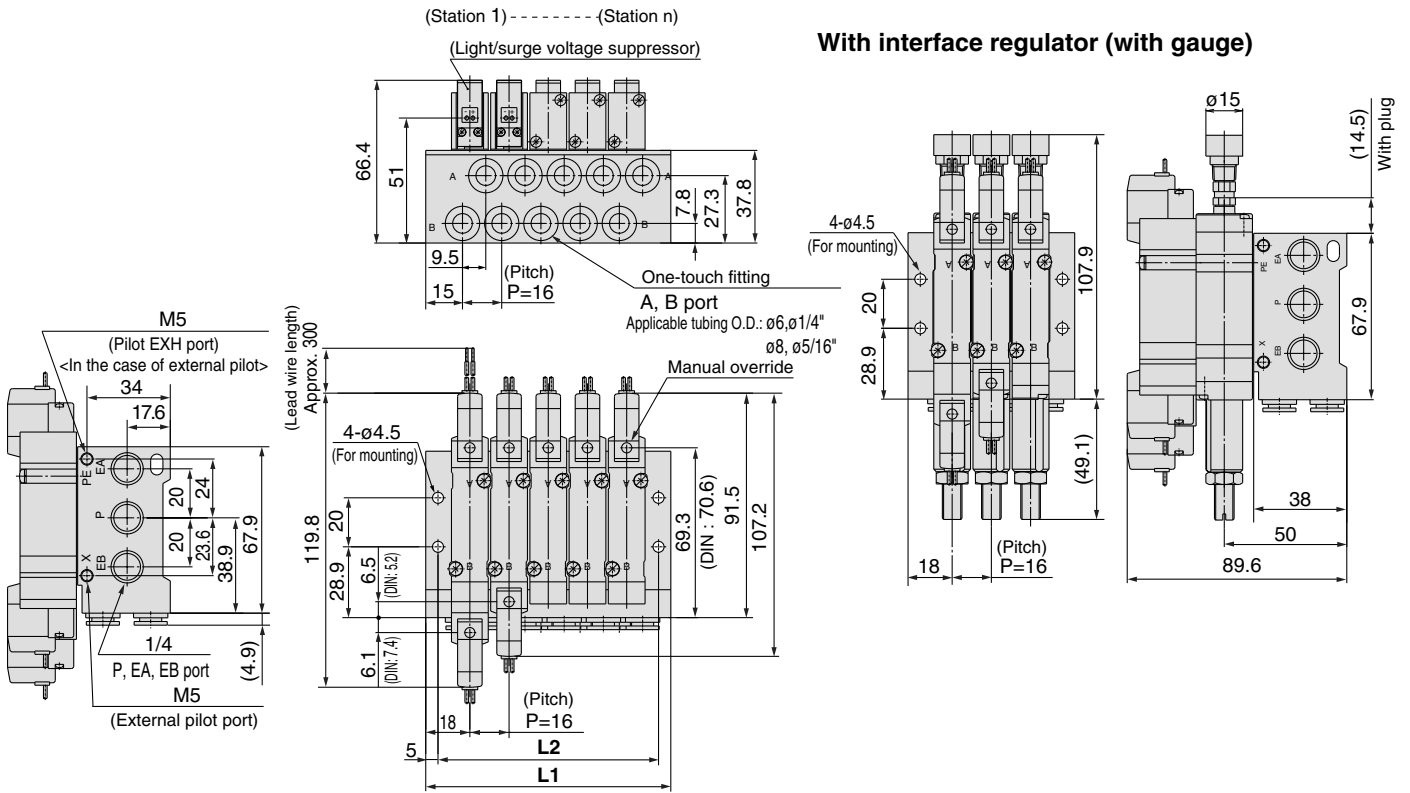 (Station 1) - - - - - - - - - -(Station n)
(Light/surge voltage suppressor)
66.4
51
A
A
B
B
7.8
27.3
37.8
9.5
15
(Pitch)
P=16
One-touch fitting
A, B port
Applicable tubing O.D.: ø6,ø1/4"
ø8, ø5/16"
M5
(Pilot EXH port)
<In the case of external pilot>
34
17.6
PE
EA
P
X
EB
20
20
24
23.6
38.9
67.9
(4.9)
1/4
P, EA, EB port
M5
(External pilot port)
(Lead wire length)
Approx. 300
Manual override
4-ø4.5
(For mounting)
119.8
20
28.9
6.5
(DIN: 5.2)
6.1
(DIN: 7.4)
A
A
A
A
A
B
B
B
B
B
69.3
(DIN : 70.6)
91.5
107.2
(Pitch)
P=16
18
5
L2
L1
With interface regulator (with gauge)
4-ø4.5
(For mounting)
20
28.9
A
A
A
B
B
B
107.9
(49.1)
18
(Pitch)
P=16
ø15
(14.5)
With plug
PE
EA
P
X
EB
67.9
38
50
89.6